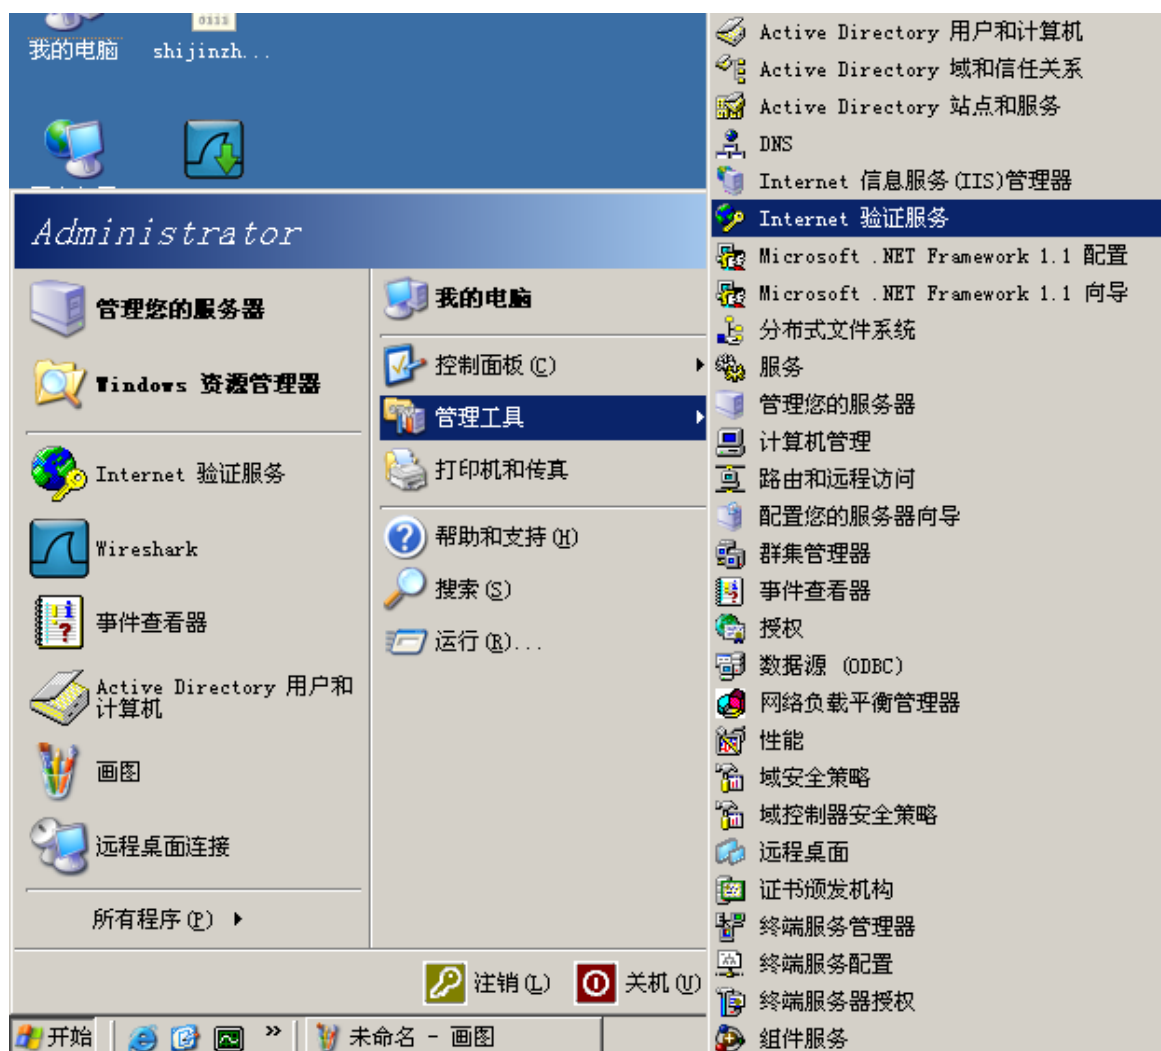 我的电脑
shijinzh...
Administrator
管理您的服务器
Windows 资源管理器
Internet 验证服务
Wireshark
事件查看器
Active Directory 用户和
计算机
画图
远程桌面连接
所有程序(P)
我的电脑
控制面板(C)
管理工具
打印机和传真
帮助和支持(H)
搜索(S)
运行(R)...
注销(L)
关机(U)
开始
»
未命名 - 画图
Active Directory 用户和计算机
Active Directory 域和信任关系
Active Directory 站点和服务
DNS
Internet 信息服务(IIS)管理器
Internet 验证服务
Microsoft .NET Framework 1.1 配置
Microsoft .NET Framework 1.1 向导
分布式文件系统
服务
管理您的服务器
计算机管理
路由和远程访问
配置您的服务器向导
群集管理器
事件查看器
授权
数据源 (ODBC)
网络负载平衡管理器
性能
域安全策略
域控制器安全策略
远程桌面
证书颁发机构
终端服务管理器
终端服务配置
终端服务器授权
组件服务